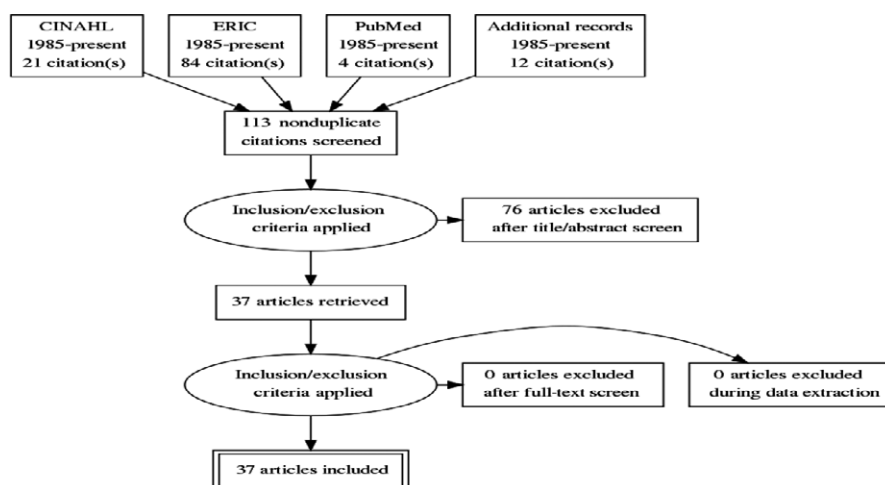 CINAHL
1985-present
21 citation(s)
ERIC
1985-present
84 citation(s)
PubMed
1985-present
4 citation(s)
Additional records
1985-present
12 citation(s)
113 nonduplicate
citations screened
Inclusion/exclusion
criteria applied
76 articles excluded
after title/abstract screen
37 articles retrieved
Inclusion/exclusion
criteria applied
0 articles excluded
after full-text screen
0 articles excluded
during data extraction
37 articles included